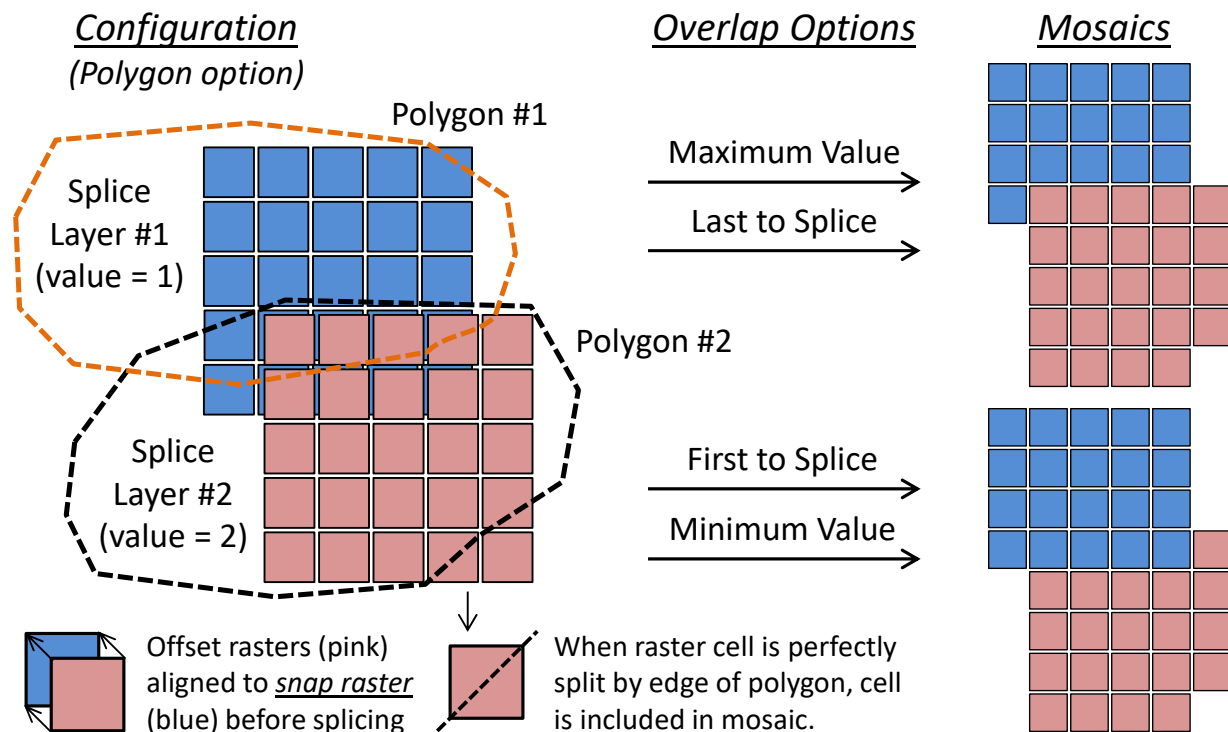 Configuration
(Polygon option)
Overlap Options
Mosaics
Polygon #1
Splice
Layer #1
(value = 1)
Polygon #2
Splice
Layer #2
(value = 2)
Maximum Value
Last to Splice
First to Splice
Minimum Value
Offset rasters (pink)
aligned to snap raster
(blue) before splicing
When raster cell is perfectly
split by edge of polygon, cell
is included in mosaic.